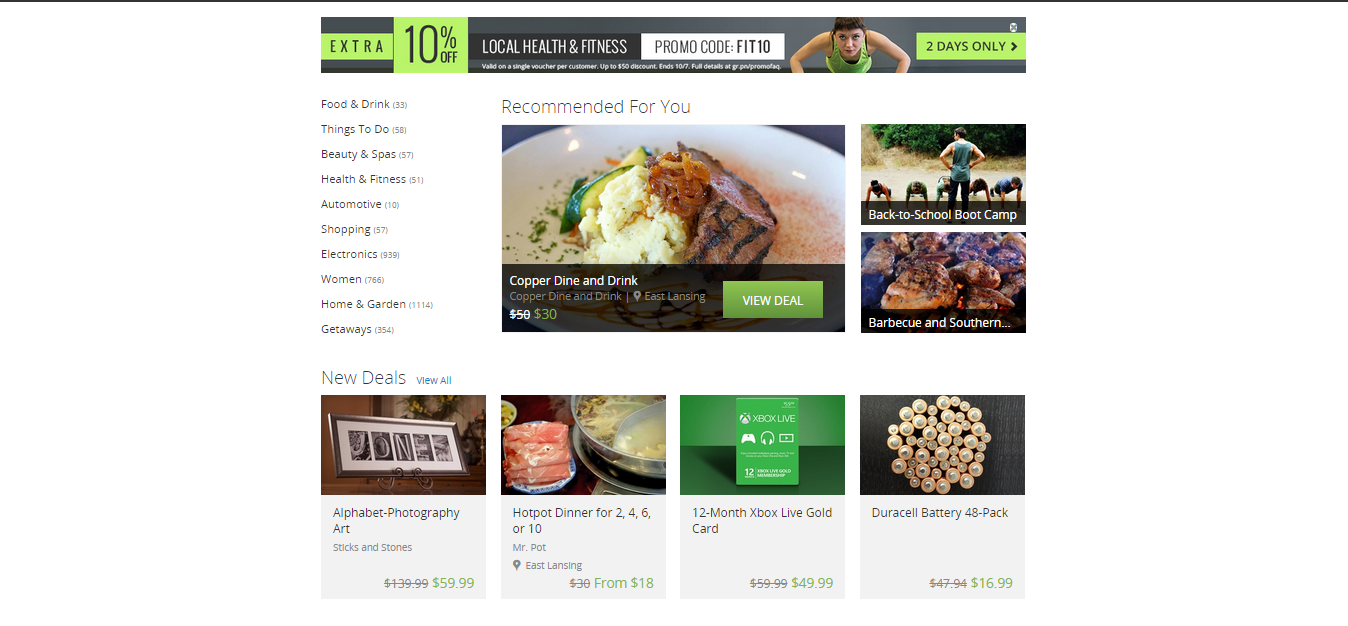 EXTRA
10% OFF
LOCAL HEALTH & FITNESS
PROMO CODE: FIT10
Valid on a single voucher per customer. Up to $50 discount. Ends 10/7. Full details at gr.pn/promofaq.
2 DAYS ONLY
Food & Drink (33)
Things To Do (58)
Beauty & Spas (57)
Health & Fitness (51)
Automotive (10)
Shopping (57)
Electronics (939)
Women (766)
Home & Garden (1114)
Getaways (354)
Recommended For You
Copper Dine and Drink
Copper Dine and Drink | East Lansing
$50 $30
VIEW DEAL
Back-to-School Boot Camp
Barbecue and Southern...
New Deals View All
JONES
Alphabet-Photography
Art
Sticks and Stones
$139.99 $59.99
Hotpot Dinner for 2, 4, 6,
or 10
Mr. Pot
East Lansing
$30 From $18
XBOX LIVE
12 XBOX LIVE GOLD
MEMBERSHIP
12-Month Xbox Live Gold
Card
$59.99 $49.99
Duracell Battery 48-Pack
$47.94 $16.99